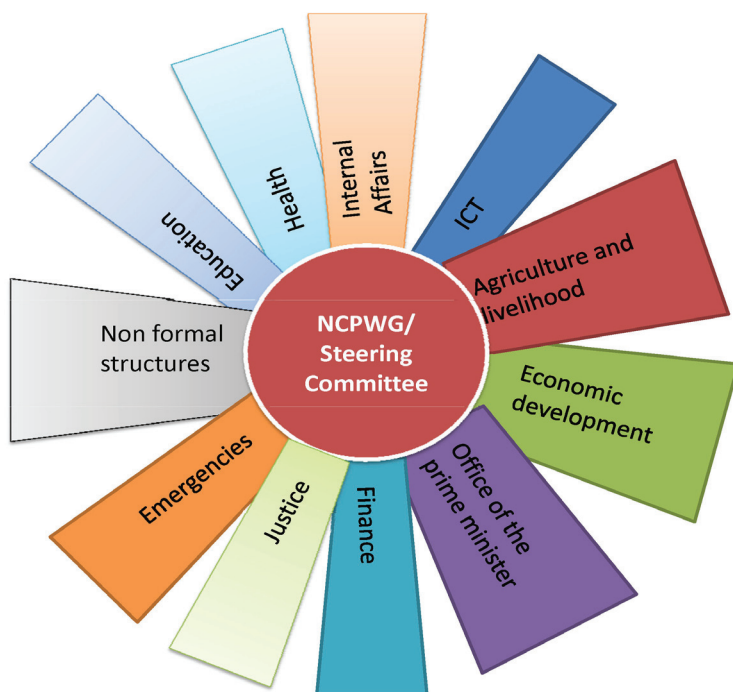 Internal
Affairs
ICT
Agriculture and
livelihood
Economic
development
Office of the
prime minister
Finance
Justice
Emergencies
Non formal
structures
Education
Health
NCPWG/
Steering
Committee